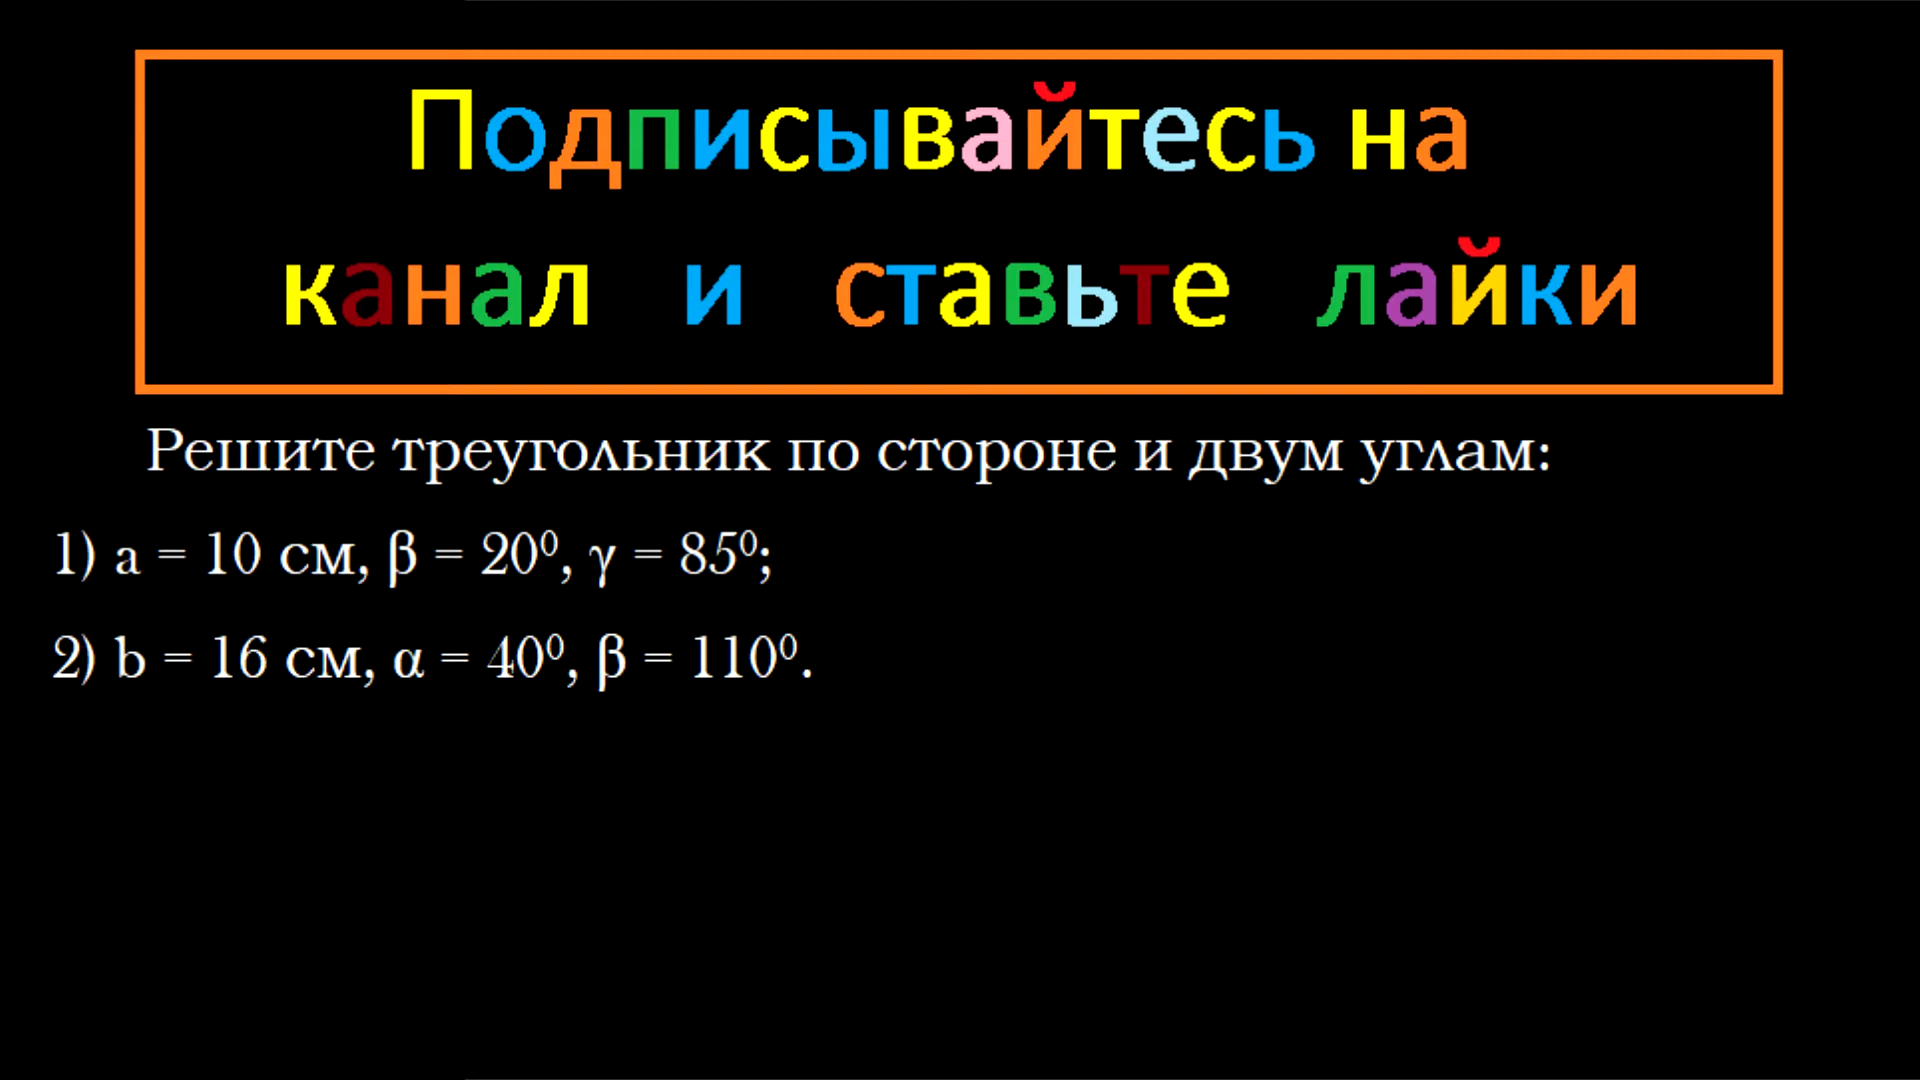 Подписывайтесь на
канал и ставьте лайки
Решите треугольник по стороне и двум углам:
1) a = 10 см, β = 20⁰, γ = 85⁰;
2) b = 16 см, α = 40⁰, β = 110⁰.